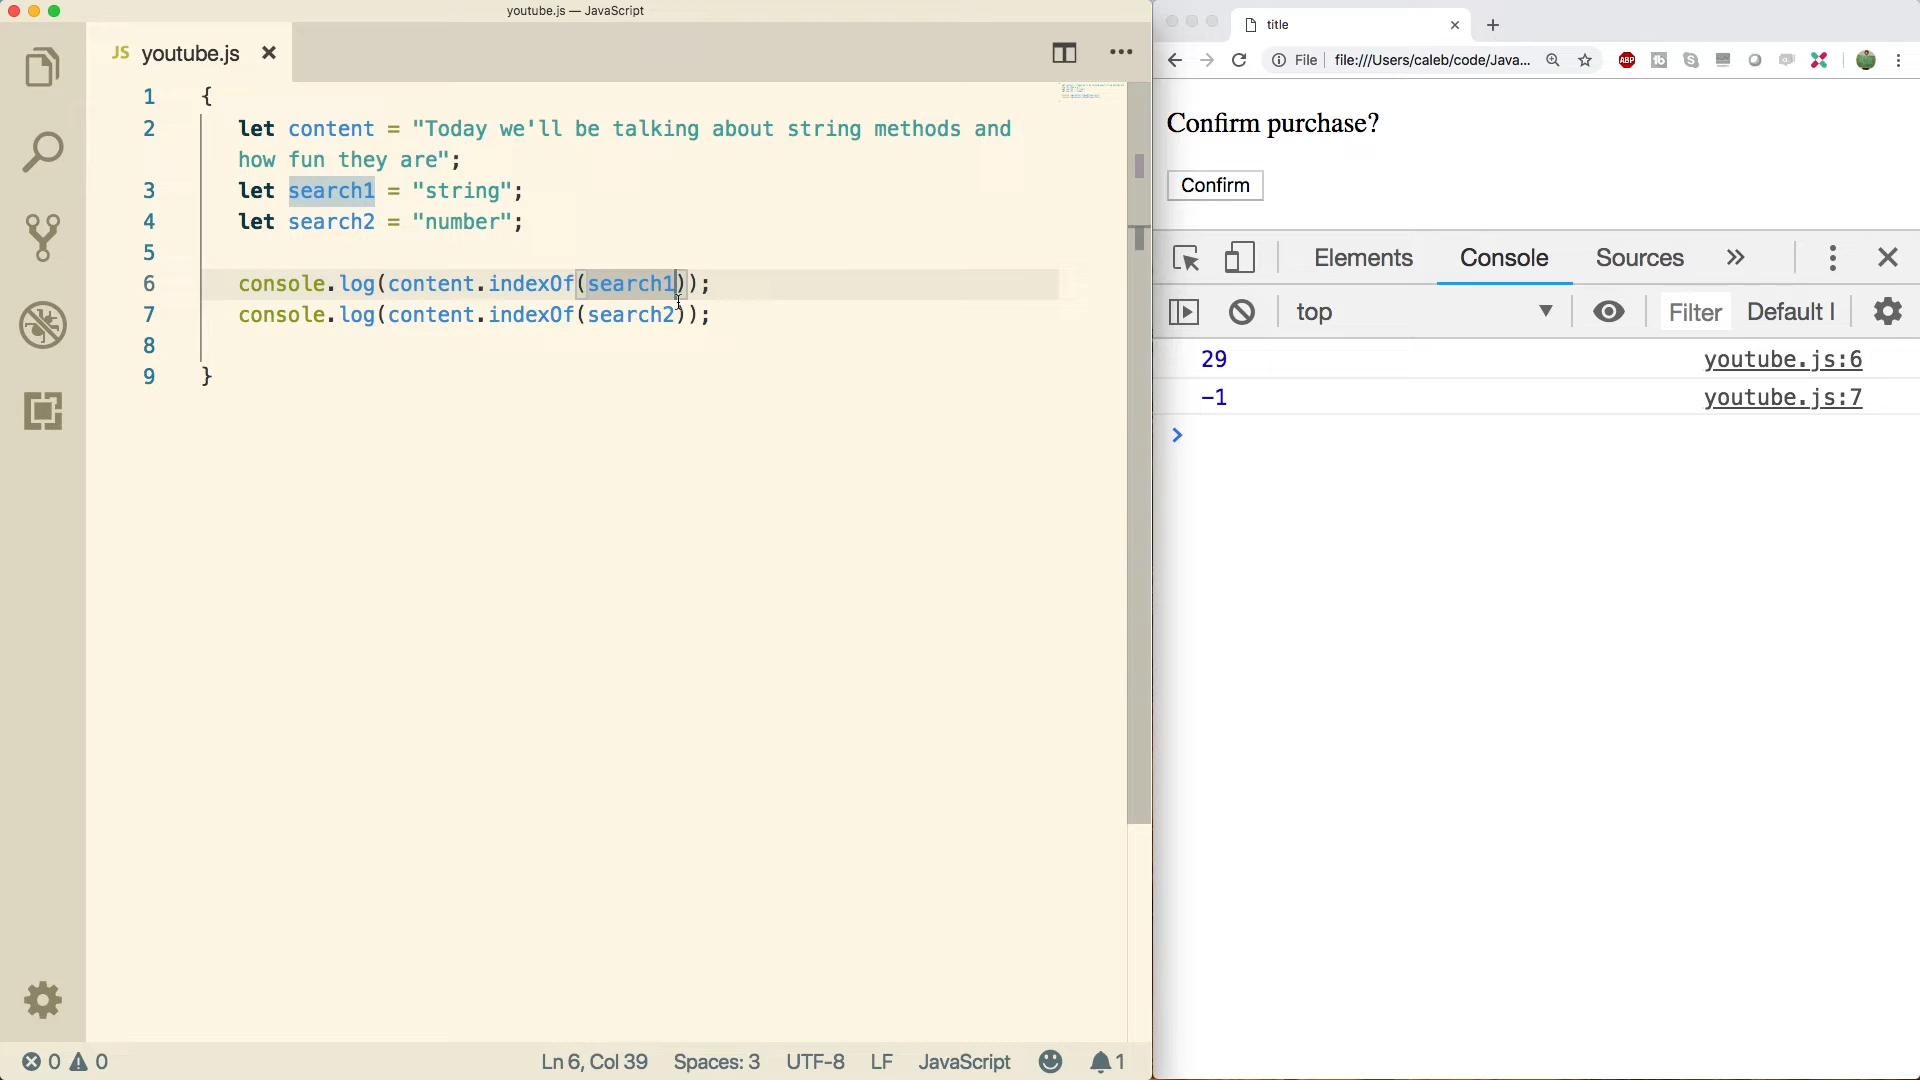 youtube.js — JavaScript
JS youtube.js
1 {
2 let content = "Today we'll be talking about string methods and
how fun they are";
3 let search1 = "string";
4 let search2 = "number";
5
6 console.log(content.indexOf(search1));
7 console.log(content.indexOf(search2));
8
9 }
0 0
Ln 6, Col 39 Spaces: 3 UTF-8 LF JavaScript 1
title
File file:///Users/caleb/code/Java... ABP
Confirm purchase?
Confirm
Elements Console Sources
top Filter Default l
29 youtube.js:6
-1 youtube.js:7